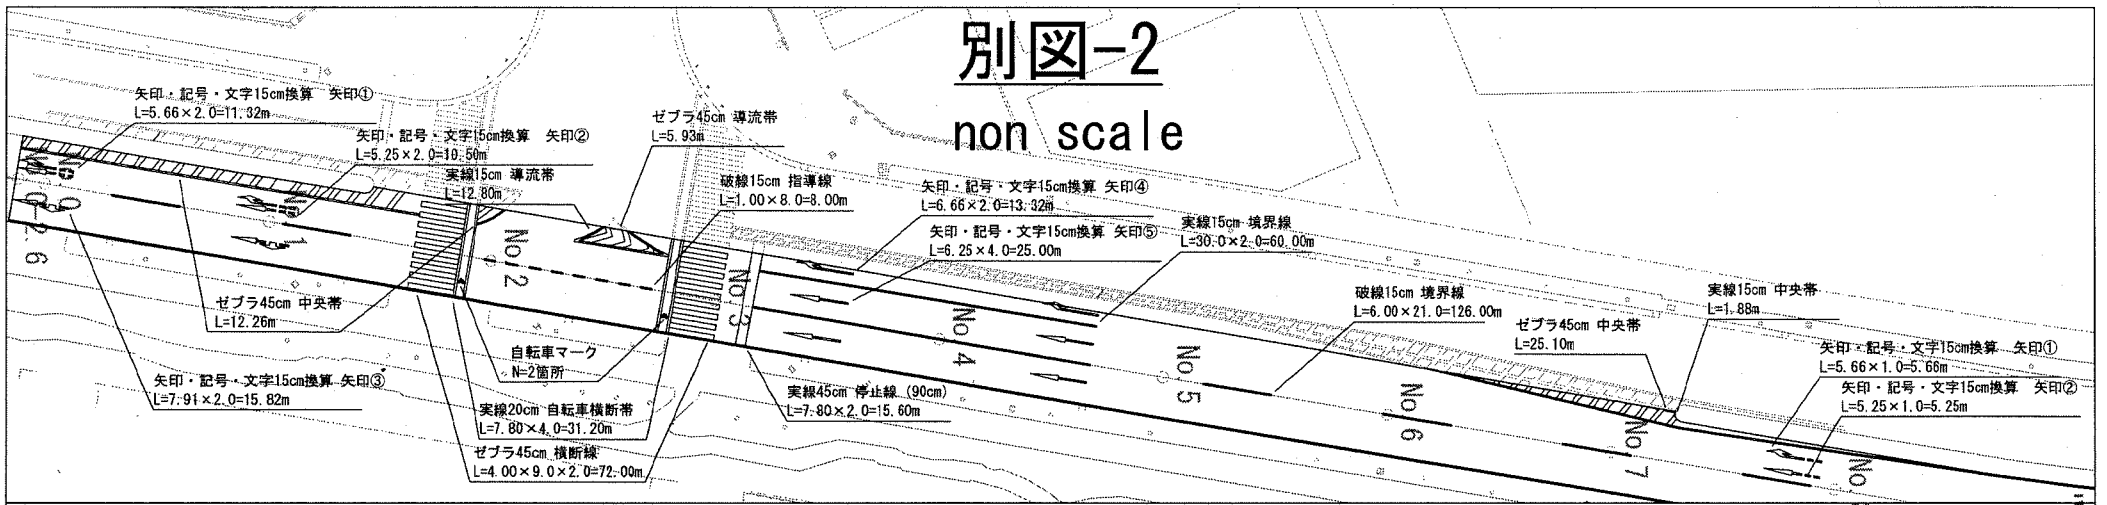 別図-2
non scale
矢印・記号・文字15cm換算 矢印①
L=5.66×2.0=11.32m
矢印・記号・文字15cm換算 矢印②
L=5.25×2.0=10.50m
実線15cm 導流帯
L=12.80m
ゼブラ45cm 導流帯
L=5.93m
破線15cm 指導線
L=1.00×8.0=8.00m
矢印・記号・文字15cm換算 矢印④
L=6.66×2.0=13.32m
矢印・記号・文字15cm換算 矢印⑤
L=6.25×4.0=25.00m
実線15cm 境界線
L=30.0×2.0=60.00m
破線15cm 境界線
L=6.00×21.0=126.00m
ゼブラ45cm 中央帯
L=25.10m
実線15cm 中央帯
L=1.88m
矢印・記号・文字15cm換算 矢印①
L=5.66×1.0=5.66m
矢印・記号・文字15cm換算 矢印②
L=5.25×1.0=5.25m
ゼブラ45cm 中央帯
L=12.26m
矢印・記号・文字15cm換算 矢印③
L=7.91×2.0=15.82m
自転車マーク
N=2箇所
実線20cm 自転車横断帯
L=7.80×4.0=31.20m
ゼブラ45cm 横断線
L=4.00×9.0×2.0=72.00m
実線45cm 停止線 (90cm)
L=7.80×2.0=15.60m
No.2
No.3
No.4
No.5
No.6
No.7
No